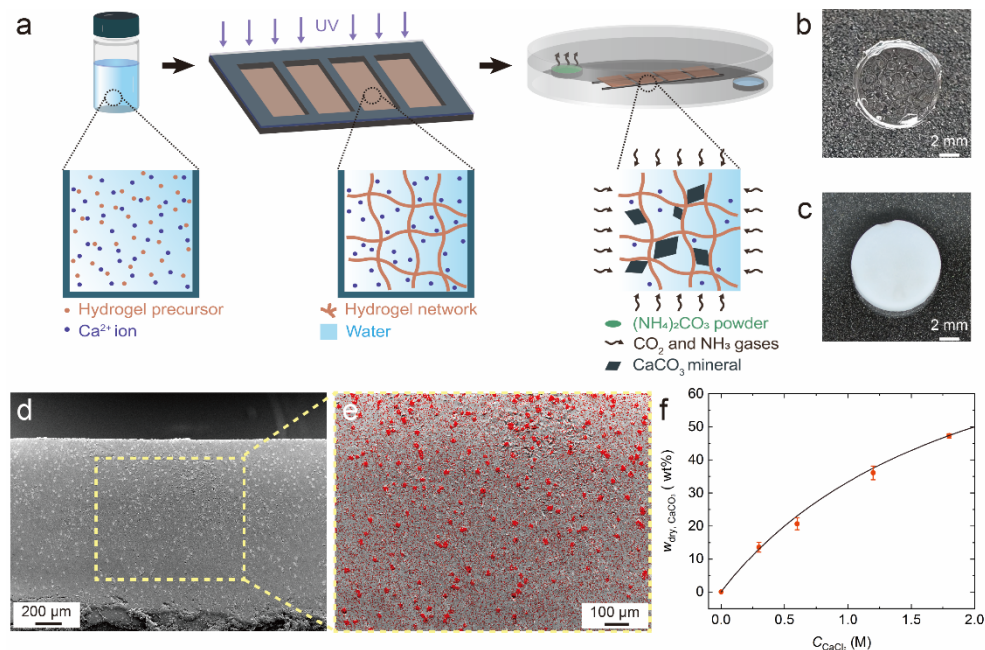 a
UV
Hydrogel precursor
Ca²⁺ ion
Hydrogel network
Water
(NH₄)₂CO₃ powder
CO₂ and NH₃ gases
CaCO₃ mineral
b
2 mm
c
2 mm
d
200 µm
e
100 µm
f
w dry, CaCO₃ (wt%)
60
50
40
30
20
10
0
0.0 0.5 1.0 1.5 2.0
C CaCl₂ (M)